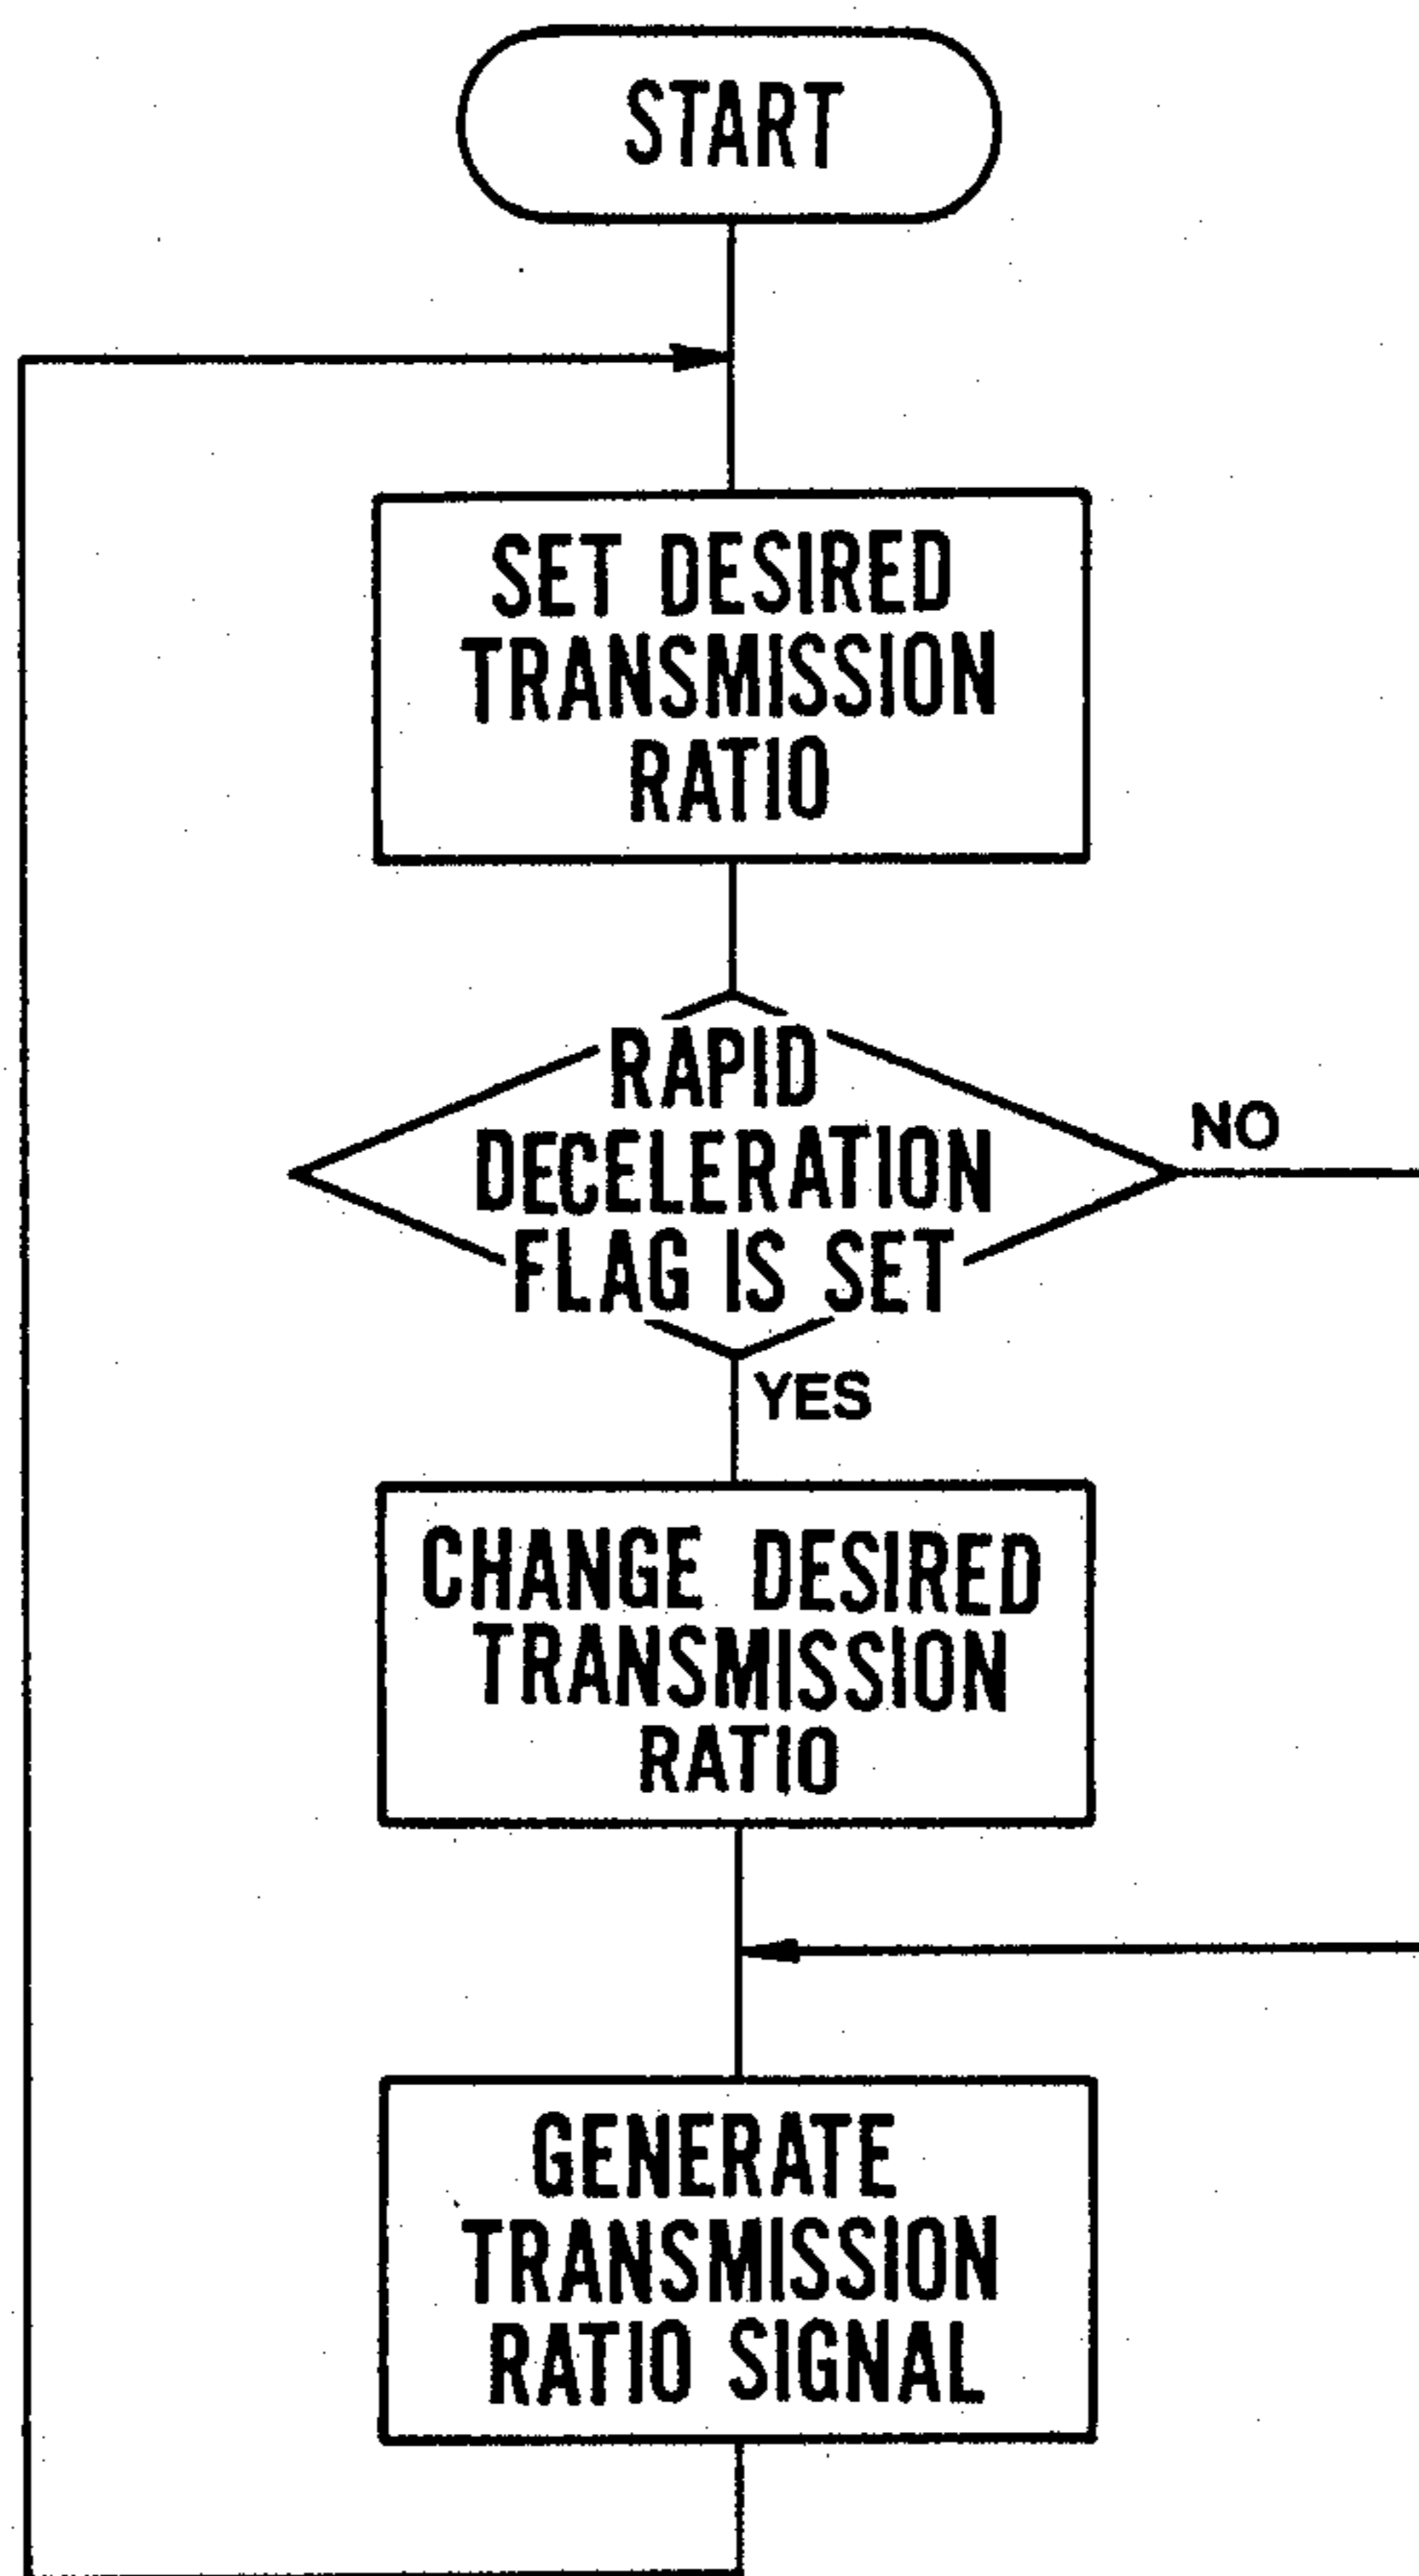 START
SET DESIRED
TRANSMISSION
RATIO
RAPID
DECELERATION
FLAG IS SET
NO
YES
CHANGE DESIRED
TRANSMISSION
RATIO
GENERATE
TRANSMISSION
RATIO SIGNAL